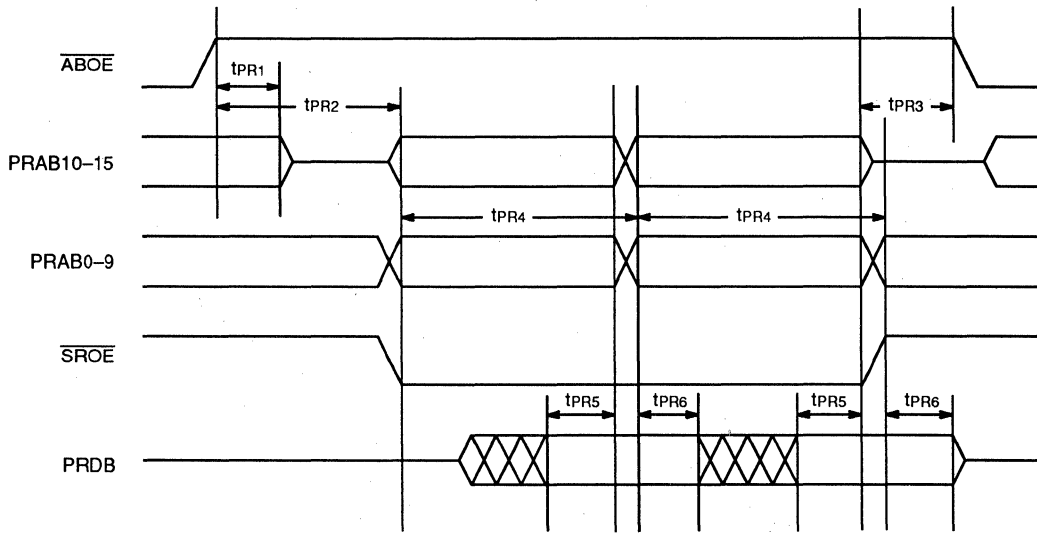 ABOE
tPR1
tPR2
tPR3
PRAB10–15
tPR4
tPR4
PRAB0–9
SROE
tPR5
tPR6
tPR5
tPR6
PRDB